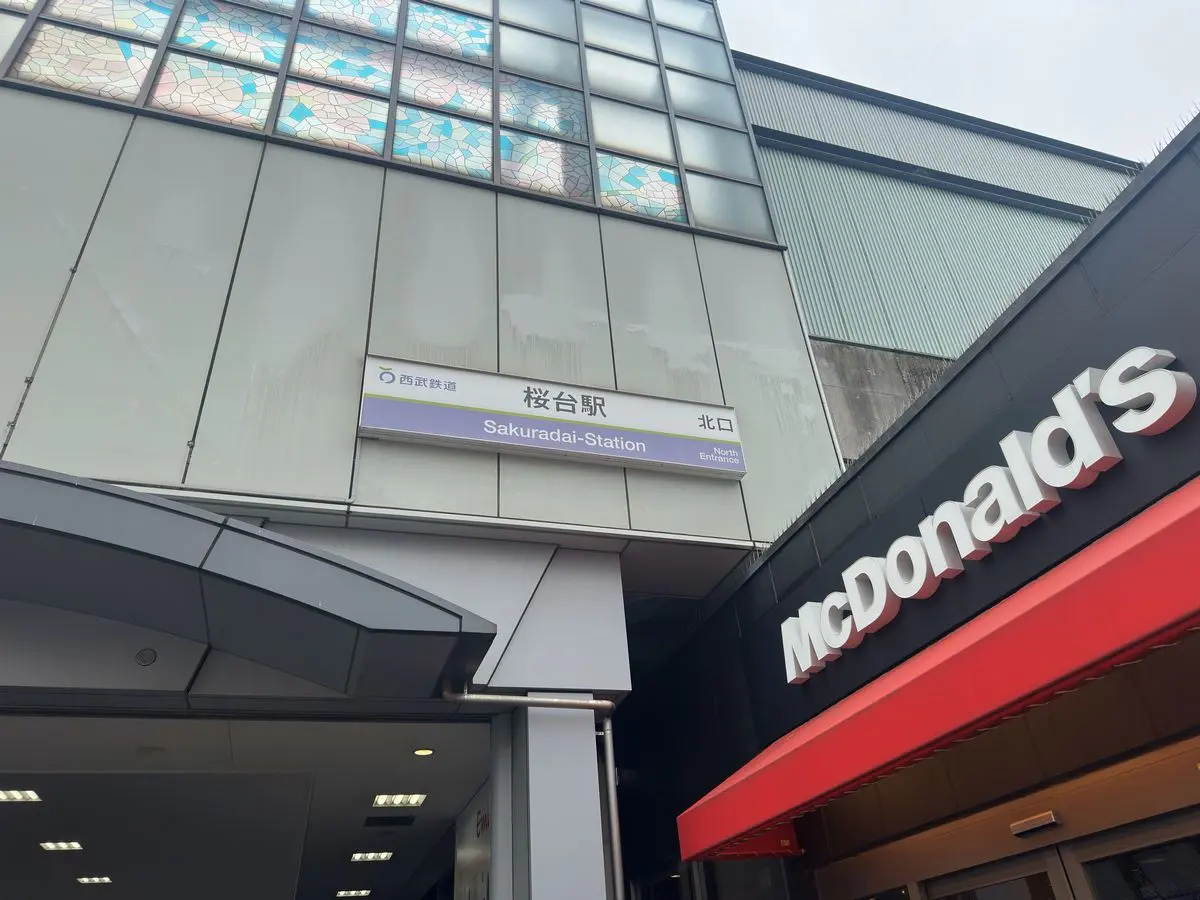 西武鉄道
桜台駅
北口
Sakuradai-Station
North
Entrance
McDonald's